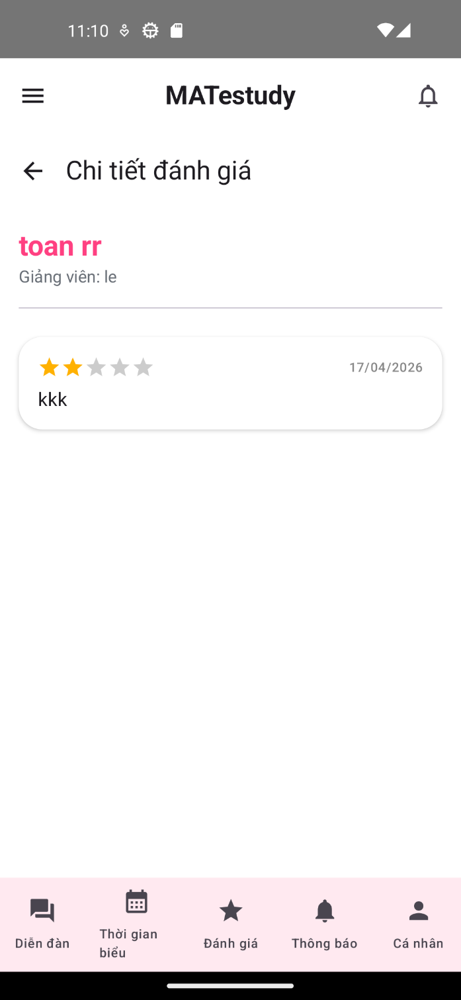 11:10
MATestudy
Chi tiết đánh giá
toan rr
Giảng viên: le
17/04/2026
kkk
Diễn đàn
Thời gian
biểu
Đánh giá
Thông báo
Cá nhân